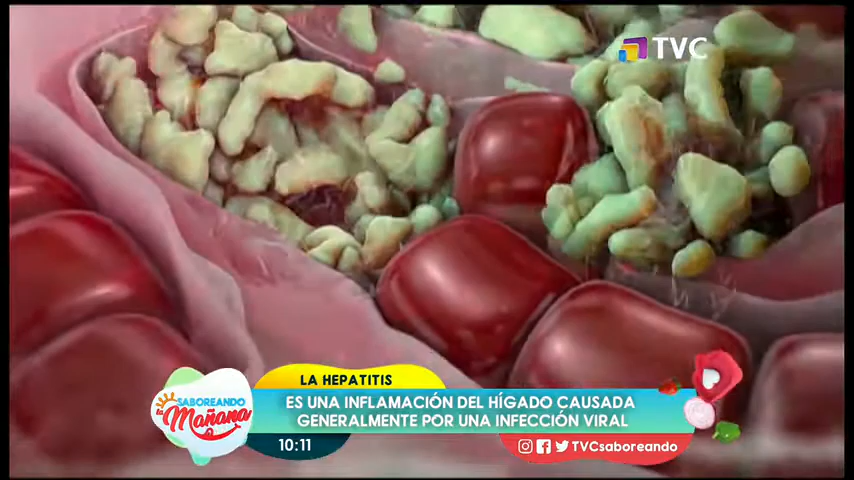 TVC
LA HEPATITIS
SABOREANDO
Mañana
ES UNA INFLAMACIÓN DEL HÍGADO CAUSADA
GENERALMENTE POR UNA INFECCIÓN VIRAL
10:11
TVCsaboreando